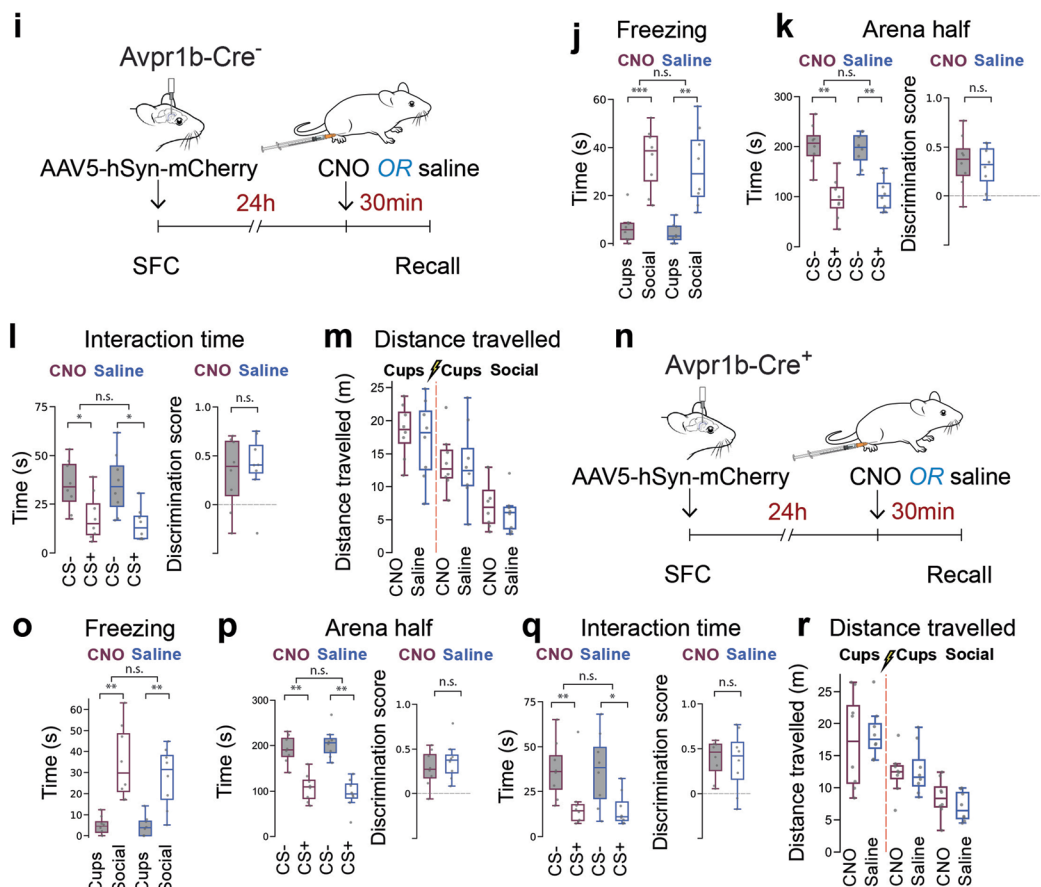 i
Avpr1b-Cre-
AAV5-hSyn-mCherry
CNO OR saline
24h
30min
SFC
Recall
j
Freezing
CNO Saline
n.s.
*** **
Time (s)
60
40
20
0
Cups
Social
Cups
Social
k
Arena half
CNO Saline
n.s.
** **
Time (s)
300
200
100
0
CS-
CS+
CS-
CS+
CNO Saline
n.s.
Discrimination score
1.0
0.5
0
l
Interaction time
CNO Saline
n.s.
* *
Time (s)
75
50
25
0
CS-
CS+
CS-
CS+
CNO Saline
n.s.
Discrimination score
1.0
0.5
0
m
Distance travelled
Cups Cups Social
Distance travelled (m)
25
20
15
10
5
0
CNO
Saline
CNO
Saline
CNO
Saline
n
Avpr1b-Cre+
AAV5-hSyn-mCherry
CNO OR saline
24h
30min
SFC
Recall
o
Freezing
CNO Saline
n.s.
** **
Time (s)
60
50
40
30
20
10
0
Cups
Social
Cups
Social
p
Arena half
CNO Saline
n.s.
** **
Time (s)
300
200
100
0
CS-
CS+
CS-
CS+
CNO Saline
n.s.
Discrimination score
1.0
0.5
0
q
Interaction time
CNO Saline
n.s.
** *
Time (s)
75
50
25
0
CS-
CS+
CS-
CS+
CNO Saline
n.s.
Discrimination score
1.0
0.5
0
r
Distance travelled
Cups Cups Social
Distance travelled (m)
25
20
15
10
5
0
CNO
Saline
CNO
Saline
CNO
Saline